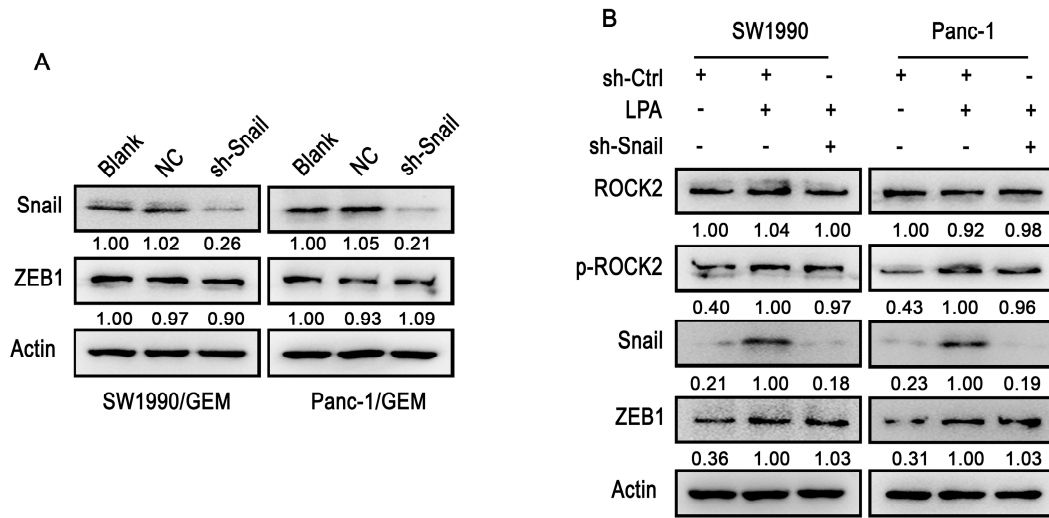 A
Blank NC sh-Snail Blank NC sh-Snail
Snail
1.00 1.02 0.26 1.00 1.05 0.21
ZEB1
1.00 0.97 0.90 1.00 0.93 1.09
Actin
SW1990/GEM Panc-1/GEM
B
SW1990 Panc-1
sh-Ctrl + + - + + -
LPA - + + - + +
sh-Snail - - + - - +
ROCK2
1.00 1.04 1.00 1.00 0.92 0.98
p-ROCK2
0.40 1.00 0.97 0.43 1.00 0.96
Snail
0.21 1.00 0.18 0.23 1.00 0.19
ZEB1
0.36 1.00 1.03 0.31 1.00 1.03
Actin